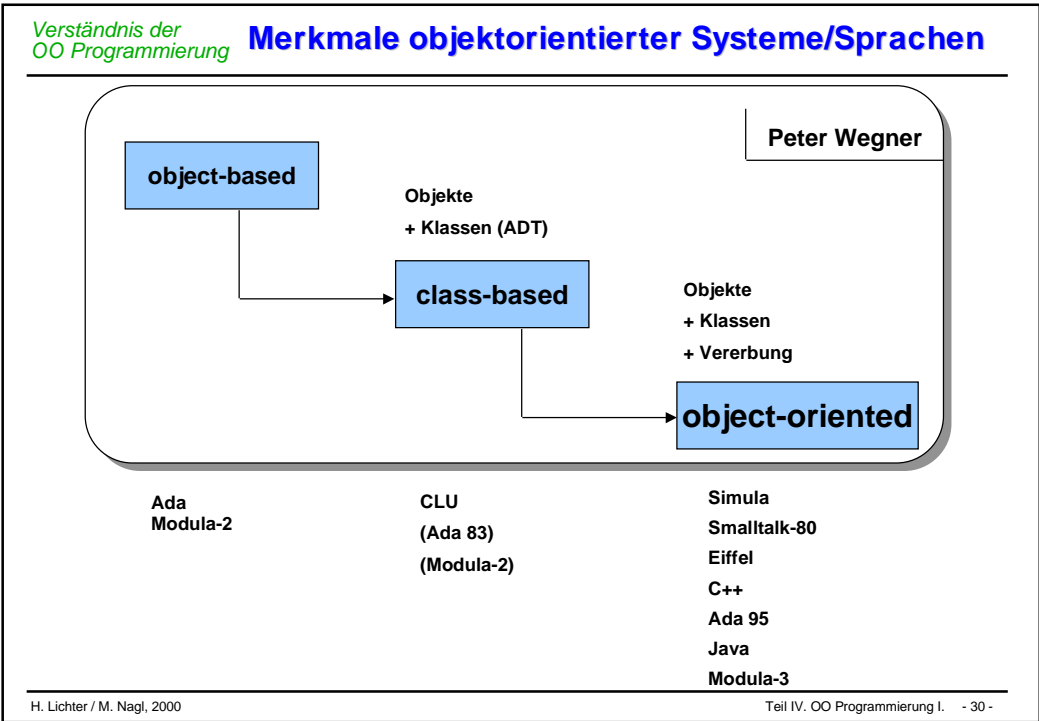 Verständnis der
OO Programmierung
Merkmale objektorientierter Systeme/Sprachen
Peter Wegner
object-based
Objekte
+ Klassen (ADT)
class-based
Objekte
+ Klassen
+ Vererbung
object-oriented
Ada
Modula-2
CLU
(Ada 83)
(Modula-2)
Simula
Smalltalk-80
Eiffel
C++
Ada 95
Java
Modula-3
H. Lichter / M. Nagl, 2000
Teil IV. OO Programmierung I. - 30 -